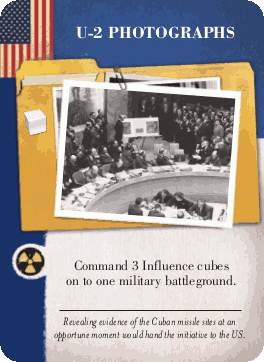 U-2 PHOTOGRAPHS
Command 3 Influence cubes
on to one military battleground.
Revealing evidence of the Cuban missile sites at an
opportune moment would hand the initiative to the US.